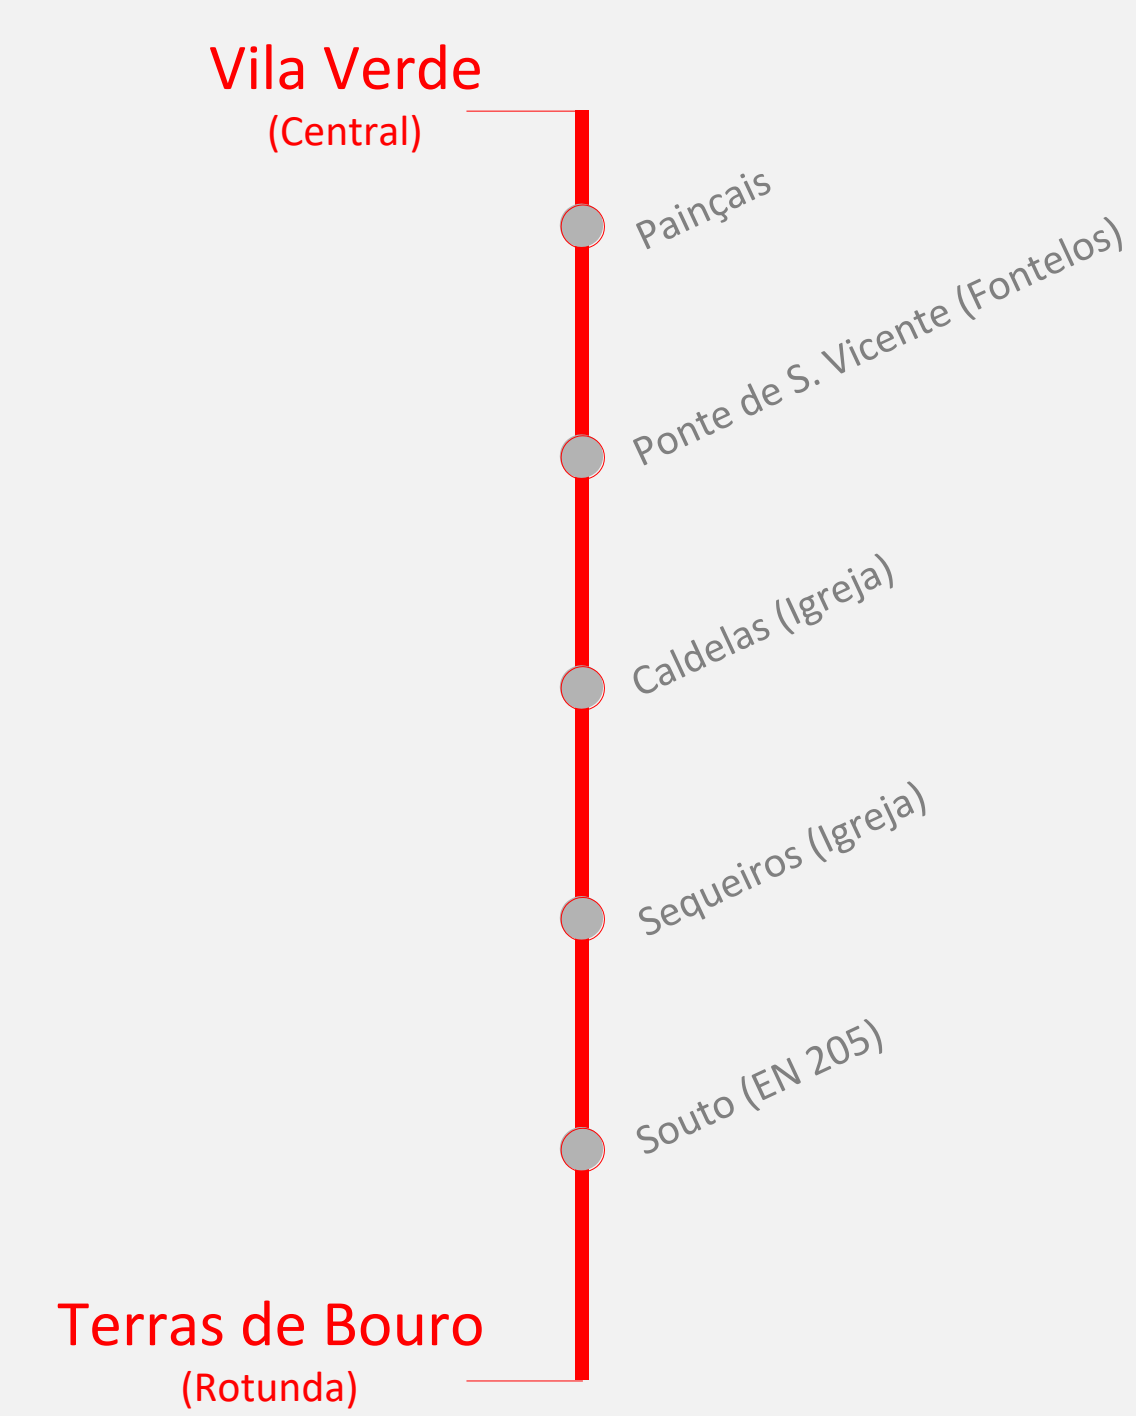 Vila Verde
(Central)
Painçais
Ponte de S. Vicente (Fontelos)
Caldelas (Igreja)
Sequeiros (Igreja)
Souto (EN 205)
Terras de Bouro
(Rotunda)